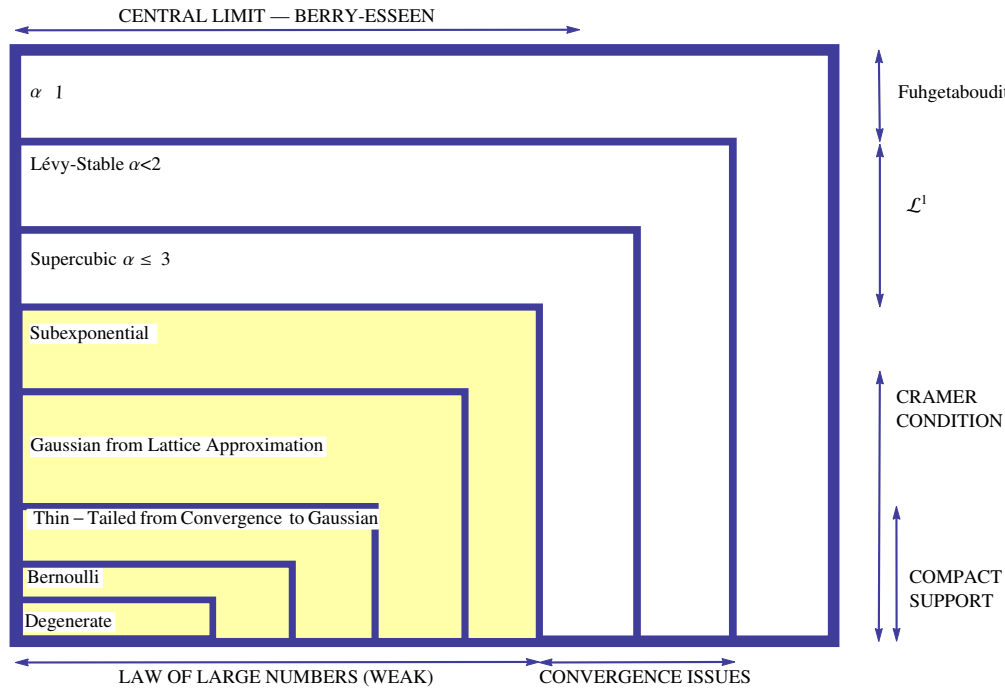 CENTRAL LIMIT — BERRY-ESSEEN
α 1
Fuhgetaboudit
Lévy-Stable α<2
ℒ¹
Supercubic α ≤ 3
Subexponential
CRAMER
CONDITION
Gaussian from Lattice Approximation
Thin – Tailed from Convergence to Gaussian
Bernoulli
COMPACT
SUPPORT
Degenerate
LAW OF LARGE NUMBERS (WEAK)
CONVERGENCE ISSUES